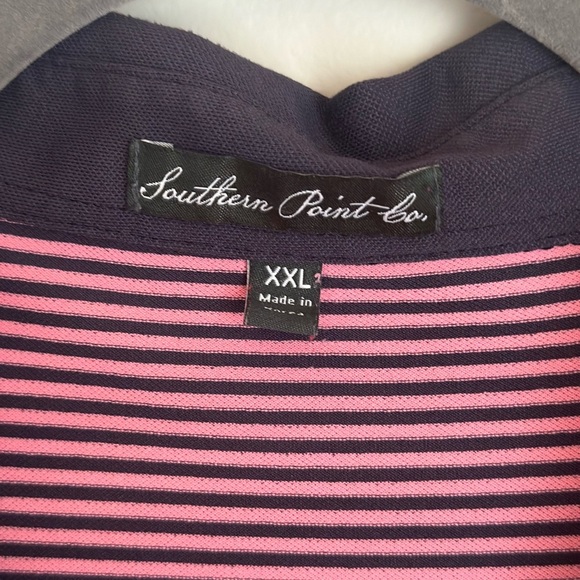 Southern Point Co.
XXL
Made in